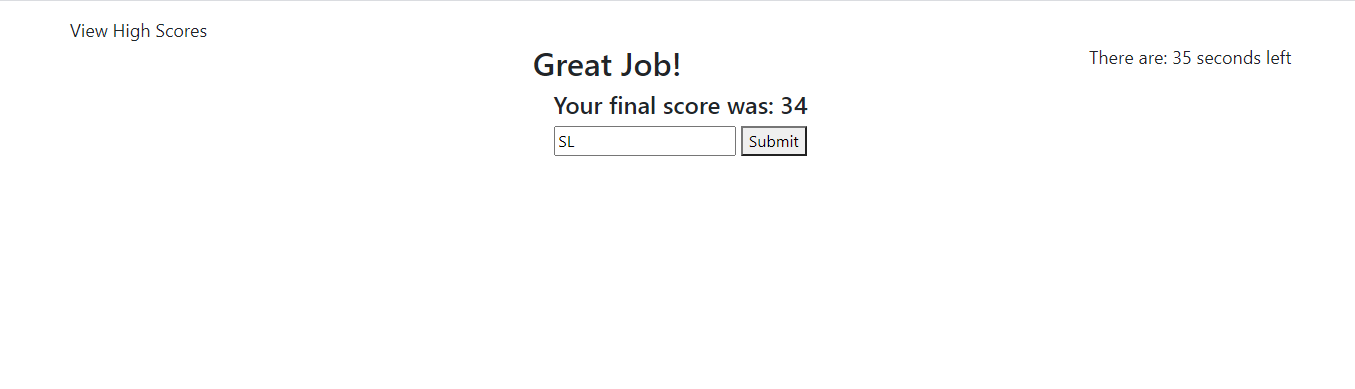 View High Scores
There are: 35 seconds left
Great Job!
Your final score was: 34
SL
Submit